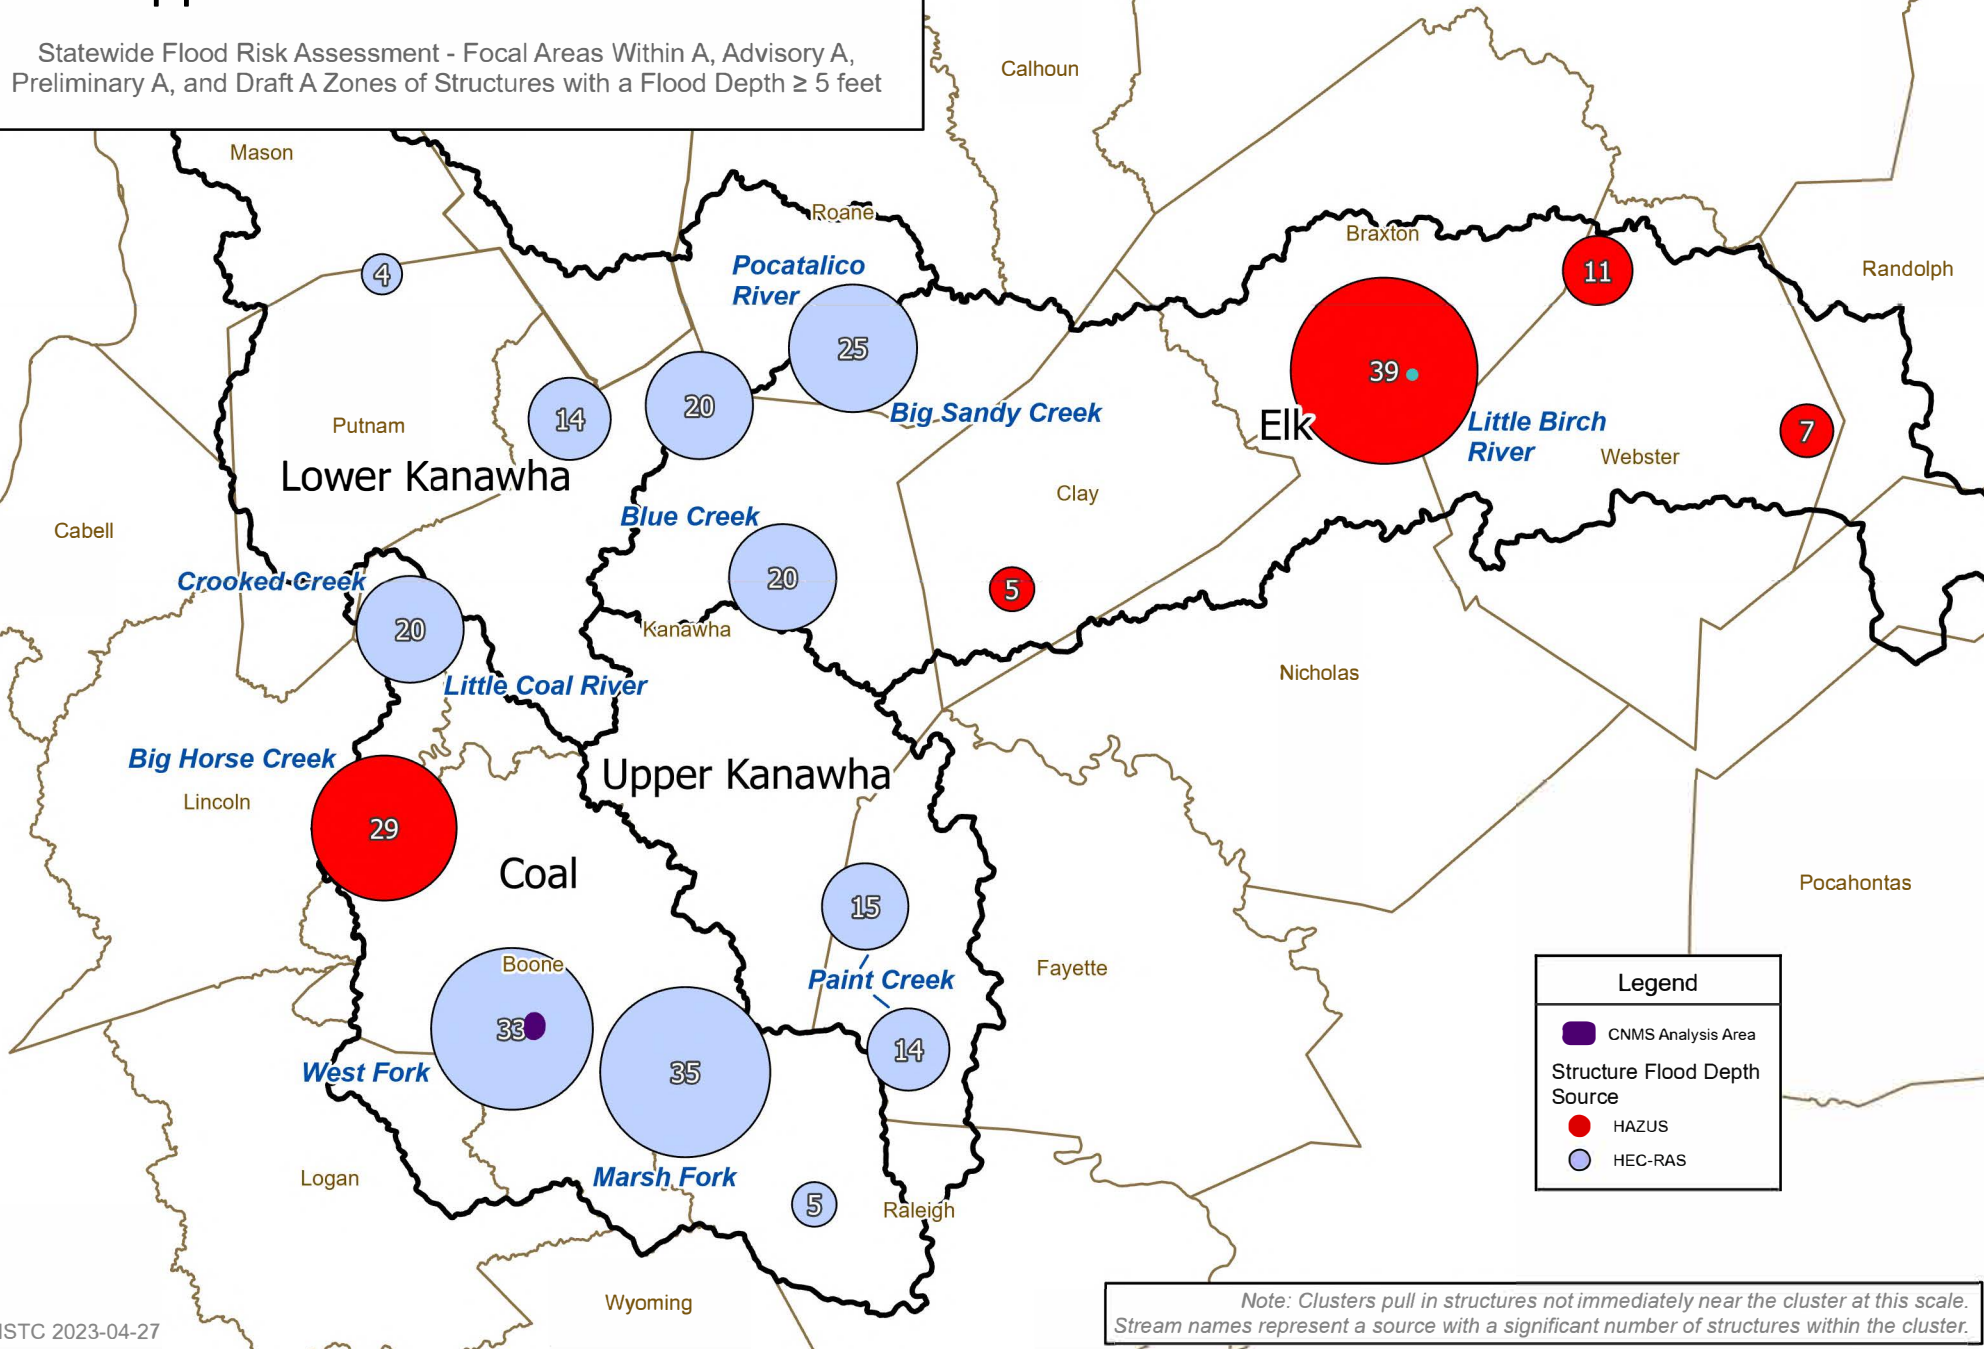 Statewide Flood Risk Assessment - Focal Areas Within A, Advisory A,
Preliminary A, and Draft A Zones of Structures with a Flood Depth ≥ 5 feet
Calhoun
Mason
Roane
Braxton
Randolph
Pocatalico
River
4
11
25
39
14
20
Big Sandy Creek
Elk
Little Birch
River
7
Putnam
Webster
Lower Kanawha
Clay
Cabell
Blue Creek
Crooked Creek
20
5
20
Kanawha
Nicholas
Little Coal River
Big Horse Creek
Upper Kanawha
Lincoln
29
Coal
Pocahontas
15
Boone
Fayette
Paint Creek
33
14
West Fork
35
Logan
Marsh Fork
5
Raleigh
Wyoming
Legend
CNMS Analysis Area
Structure Flood Depth
Source
HAZUS
HEC-RAS
Note: Clusters pull in structures not immediately near the cluster at this scale.
Stream names represent a source with a significant number of structures within the cluster.
ISTC 2023-04-27